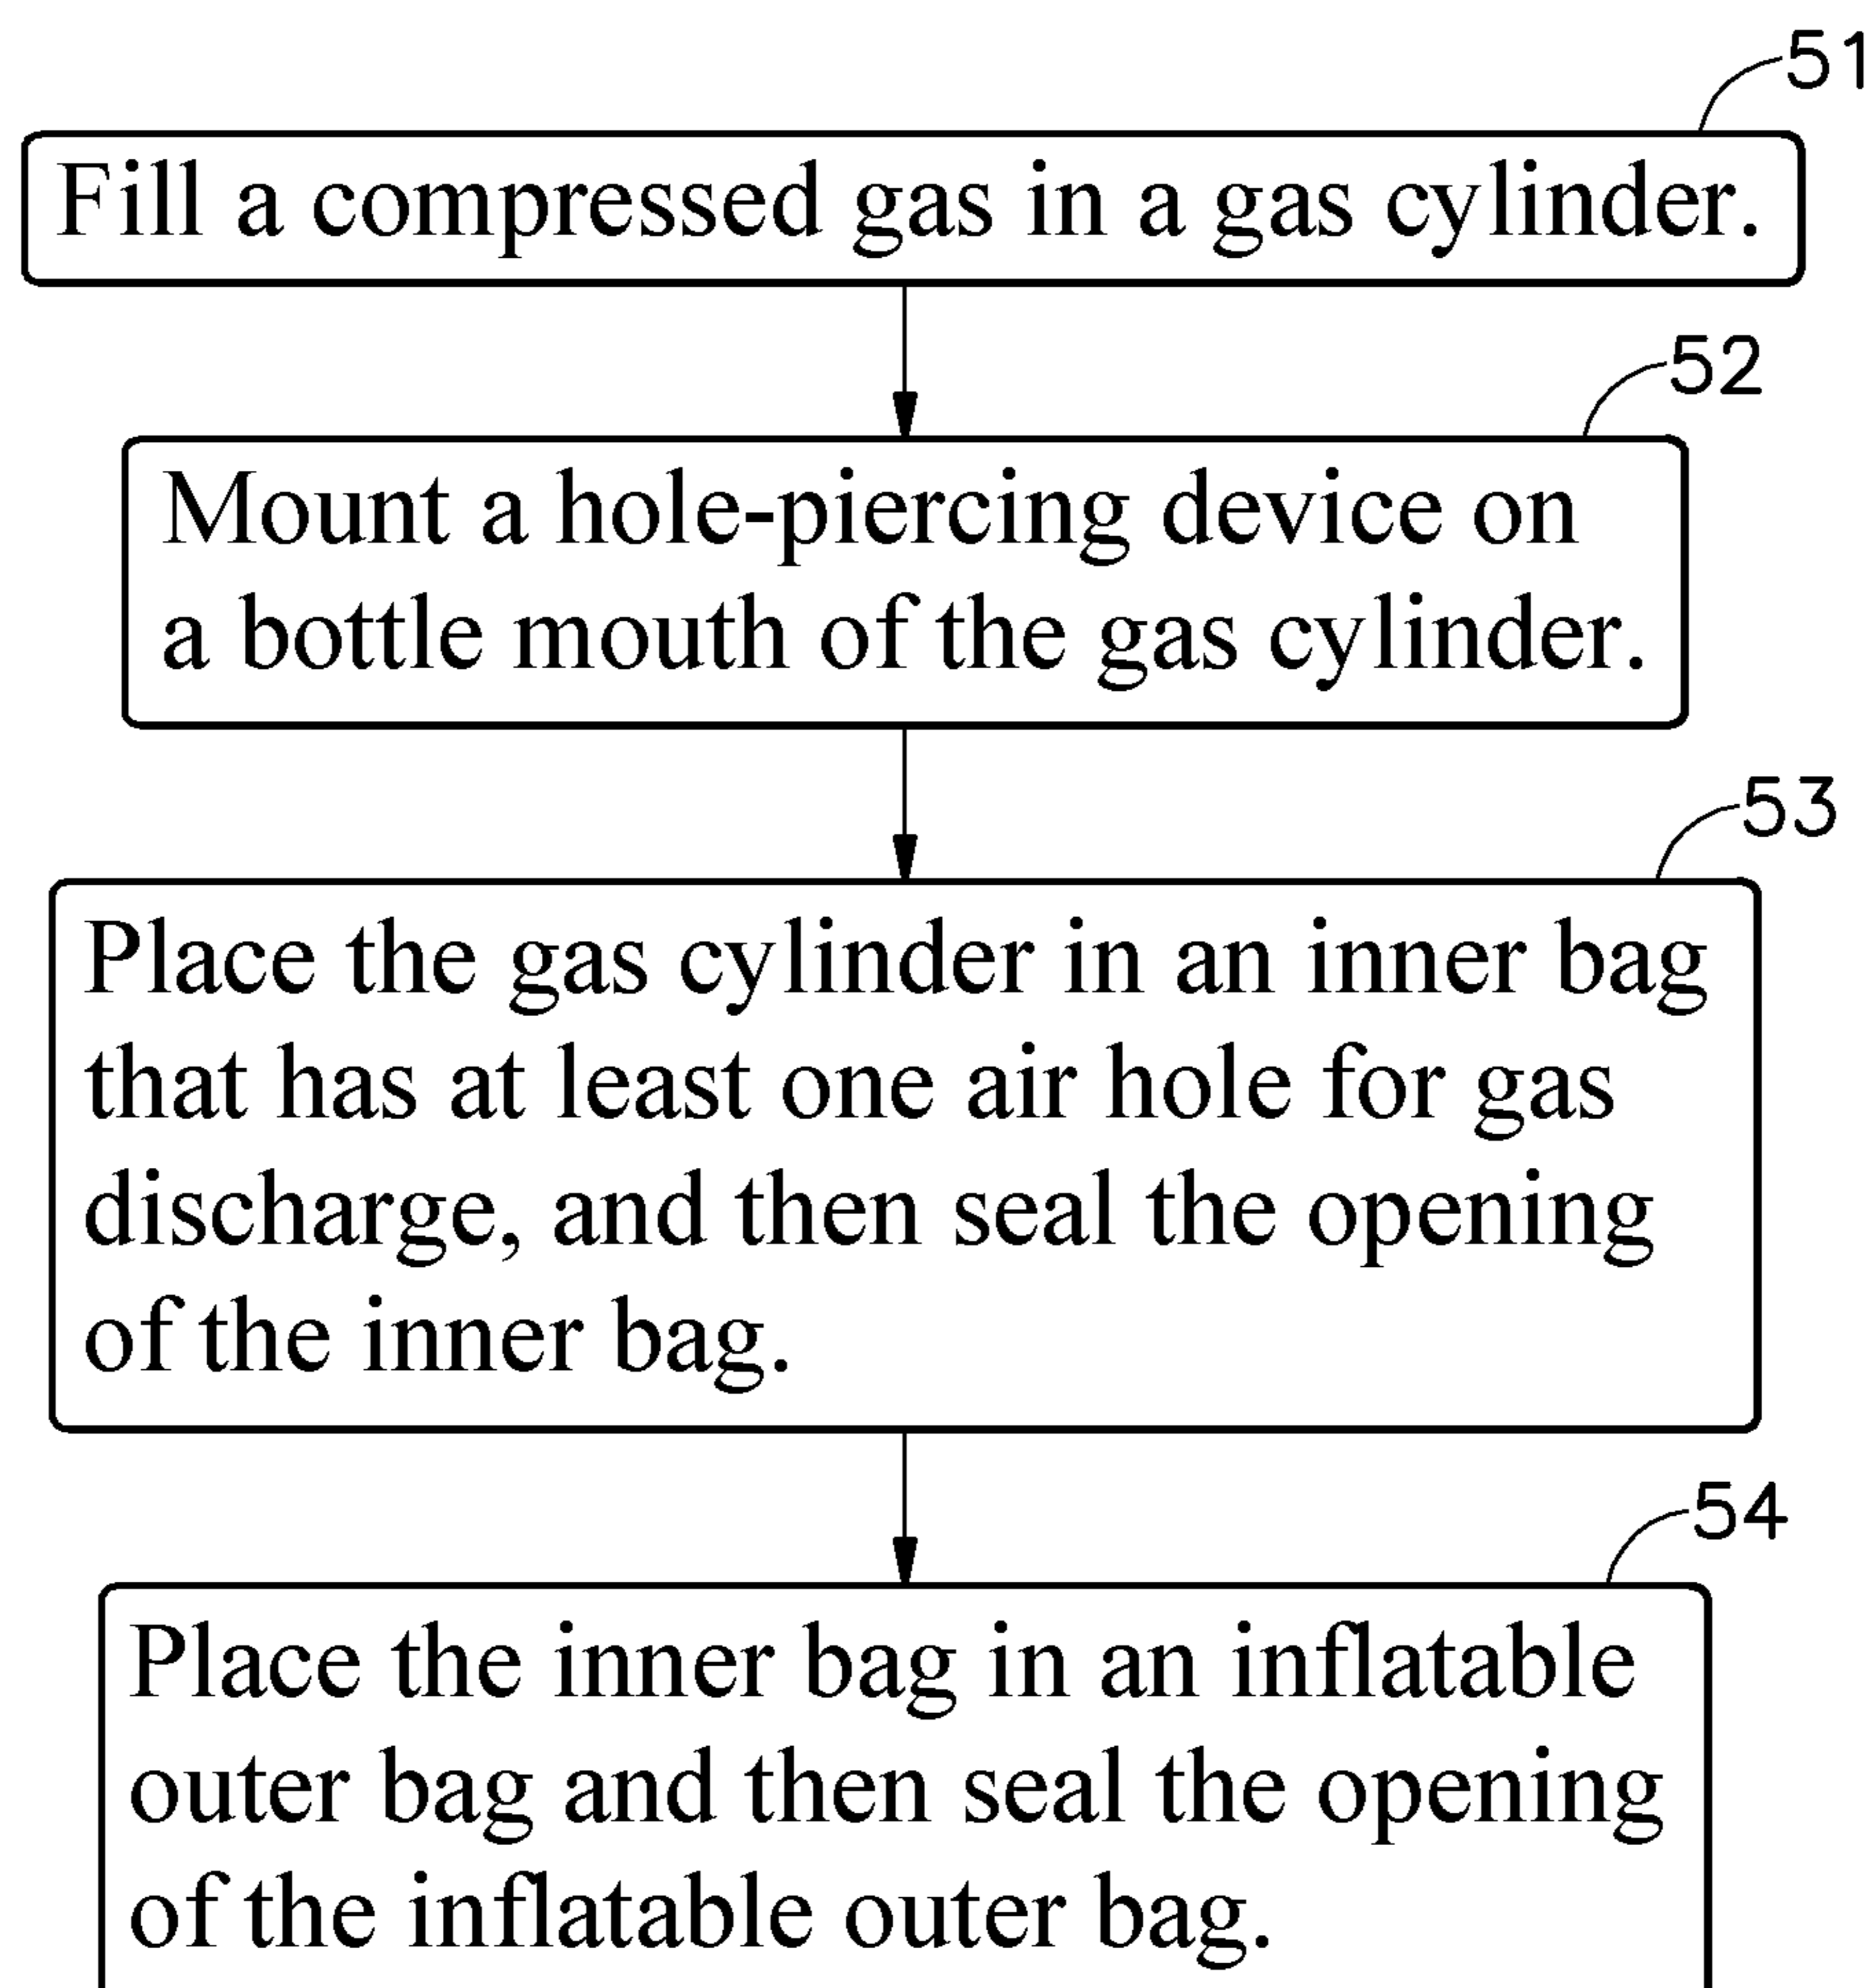 51
Fill a compressed gas in a gas cylinder.
52
Mount a hole-piercing device on
a bottle mouth of the gas cylinder.
53
Place the gas cylinder in an inner bag
that has at least one air hole for gas
discharge, and then seal the opening
of the inner bag.
54
Place the inner bag in an inflatable
outer bag and then seal the opening
of the inflatable outer bag.